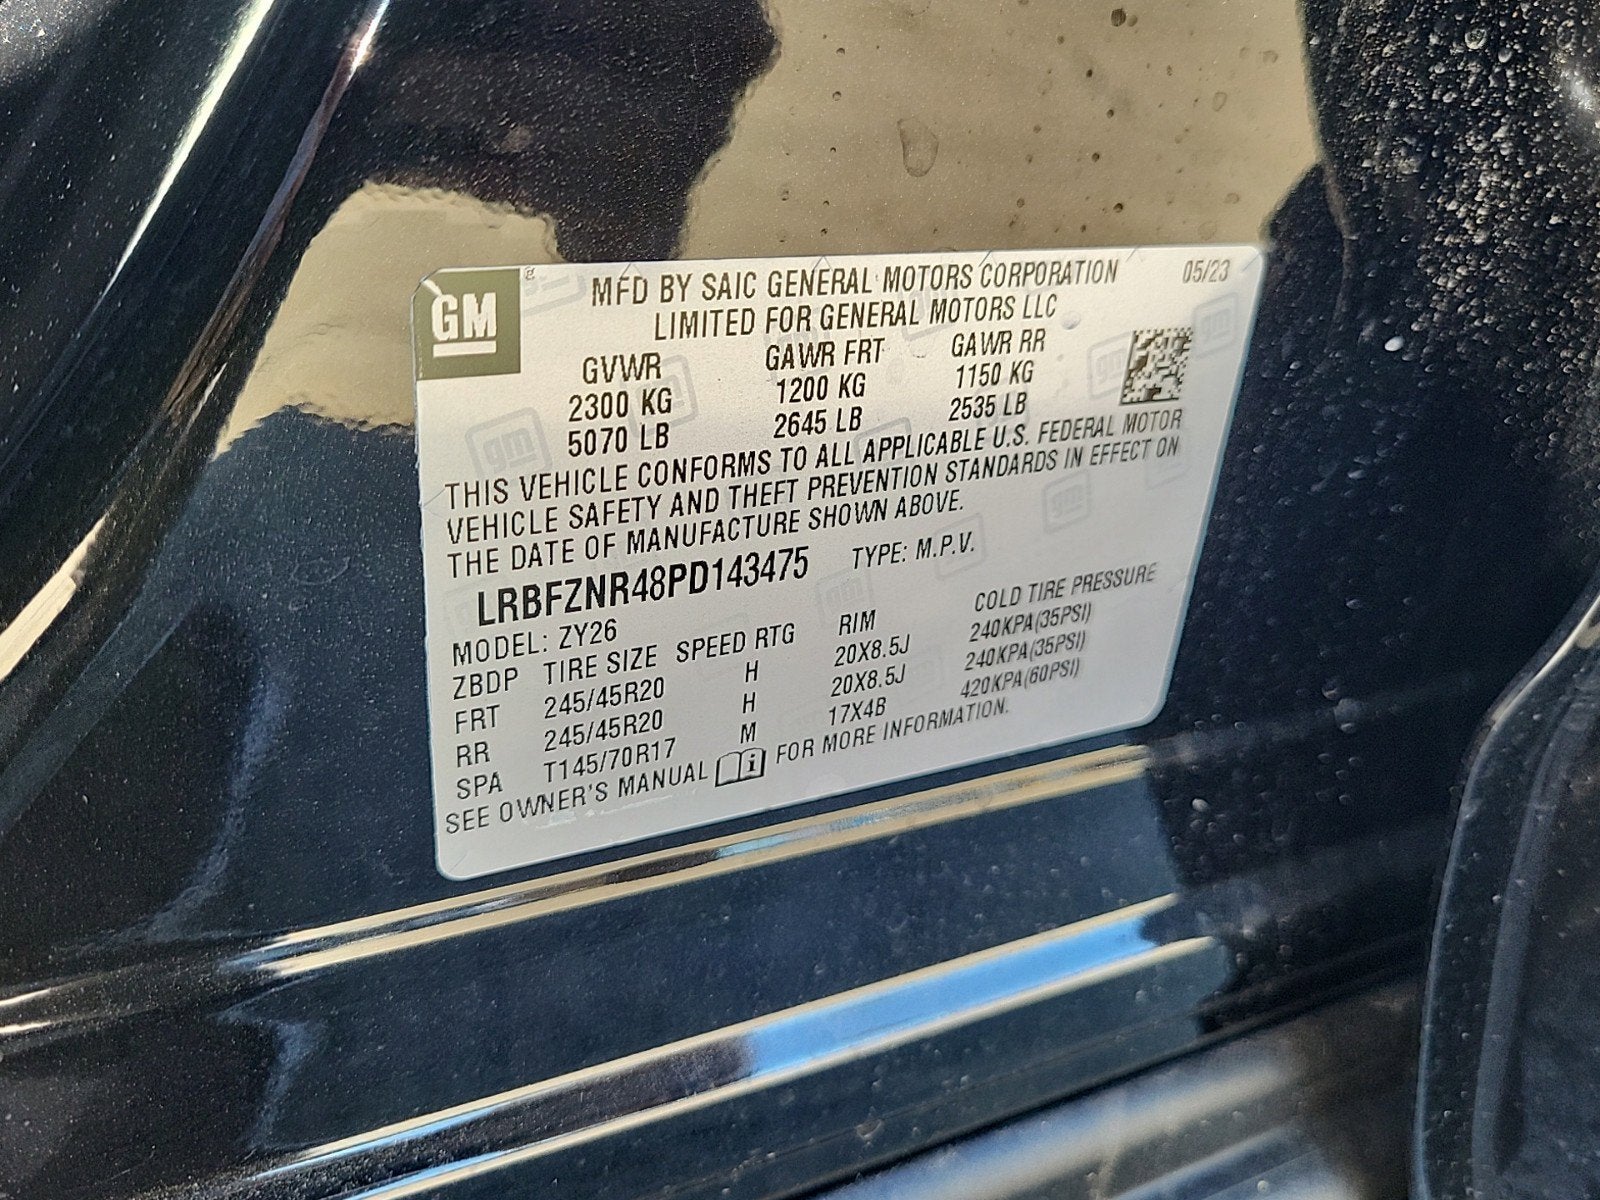 GM
MFD BY SAIC GENERAL MOTORS CORPORATION 05/23
LIMITED FOR GENERAL MOTORS LLC
GVWR GAWR FRT GAWR RR
2300 KG 1200 KG 1150 KG
5070 LB 2645 LB 2535 LB
THIS VEHICLE CONFORMS TO ALL APPLICABLE U.S. FEDERAL MOTOR
VEHICLE SAFETY AND THEFT PREVENTION STANDARDS IN EFFECT ON
THE DATE OF MANUFACTURE SHOWN ABOVE.
LRBFZNR48PD143475 TYPE: M.P.V.
MODEL: ZY26
ZBDP TIRE SIZE SPEED RTG RIM COLD TIRE PRESSURE
FRT 245/45R20 H 20X8.5J 240KPA(35PSI)
RR 245/45R20 H 20X8.5J 240KPA(35PSI)
SPA T145/70R17 M 17X4B 420KPA(60PSI)
SEE OWNER'S MANUAL FOR MORE INFORMATION.